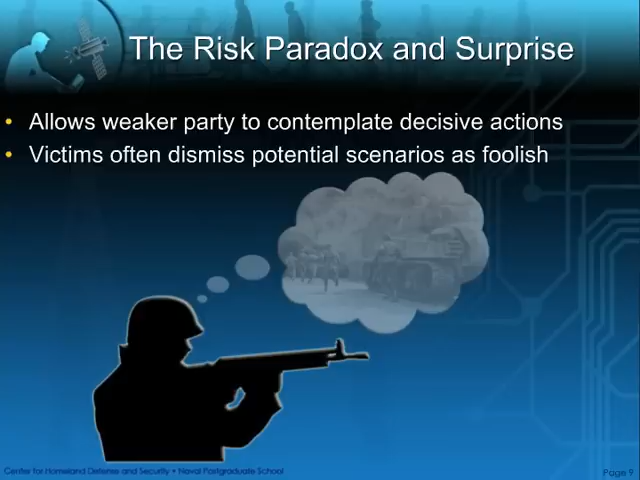 The Risk Paradox and Surprise
• Allows weaker party to contemplate decisive actions
• Victims often dismiss potential scenarios as foolish
Center for Homeland Defense and Security • Naval Postgraduate School
Page 9